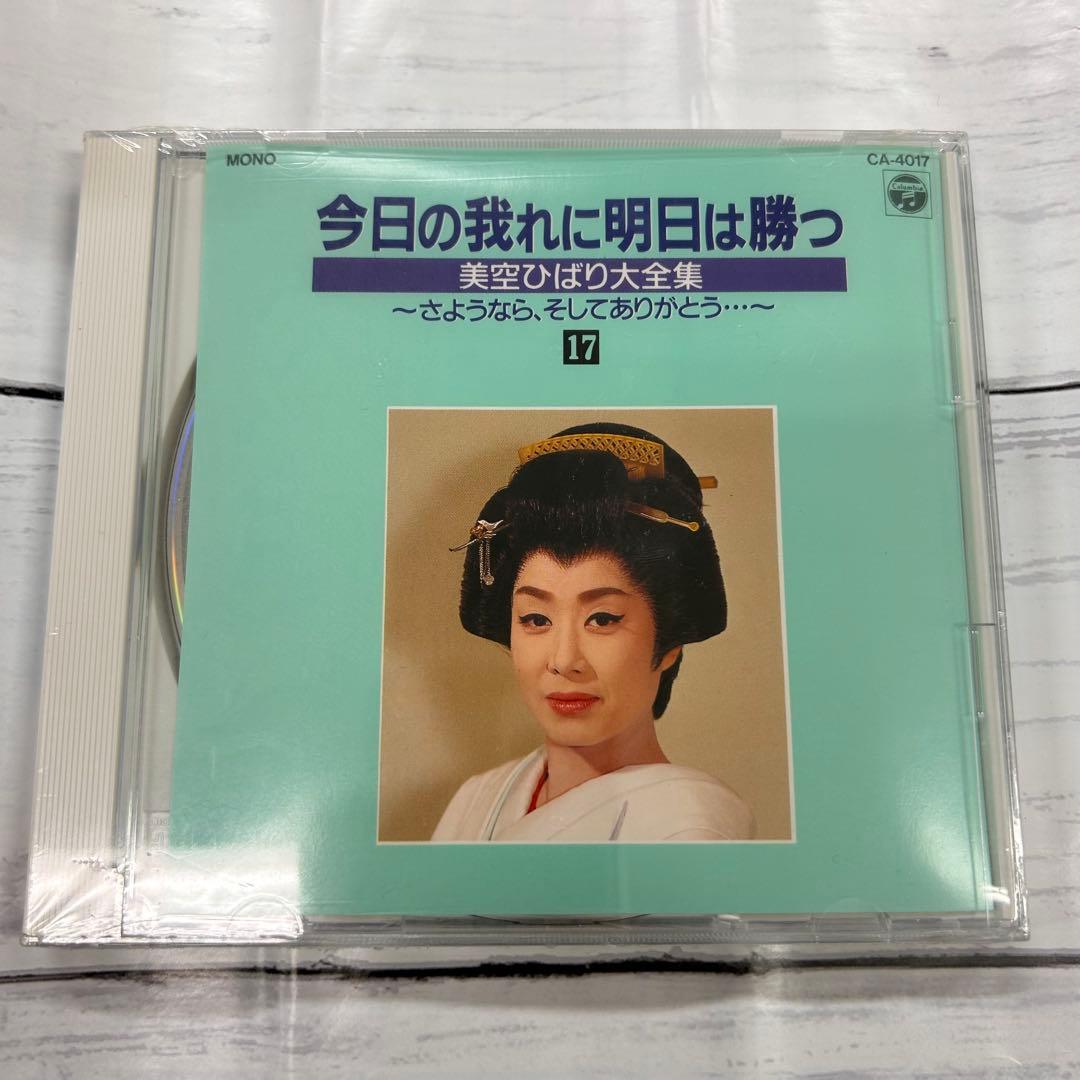 MONO
CA-4017
Columbia
今日の我れに明日は勝つ
美空ひばり大全集
～さようなら、そしてありがとう…～
17